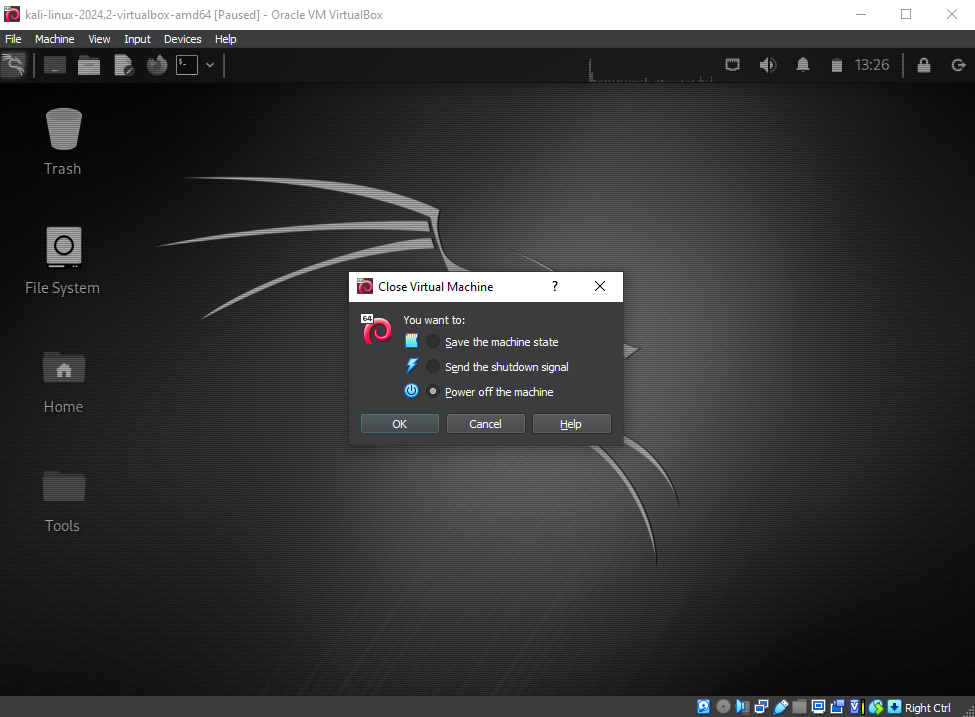 kali-linux-2024.2-virtualbox-amd64 [Paused] - Oracle VM VirtualBox
File Machine View Input Devices Help
13:26
Trash
File System
Home
Tools
Close Virtual Machine ?
64
You want to:
Save the machine state
Send the shutdown signal
Power off the machine
OK Cancel Help
Right Ctrl